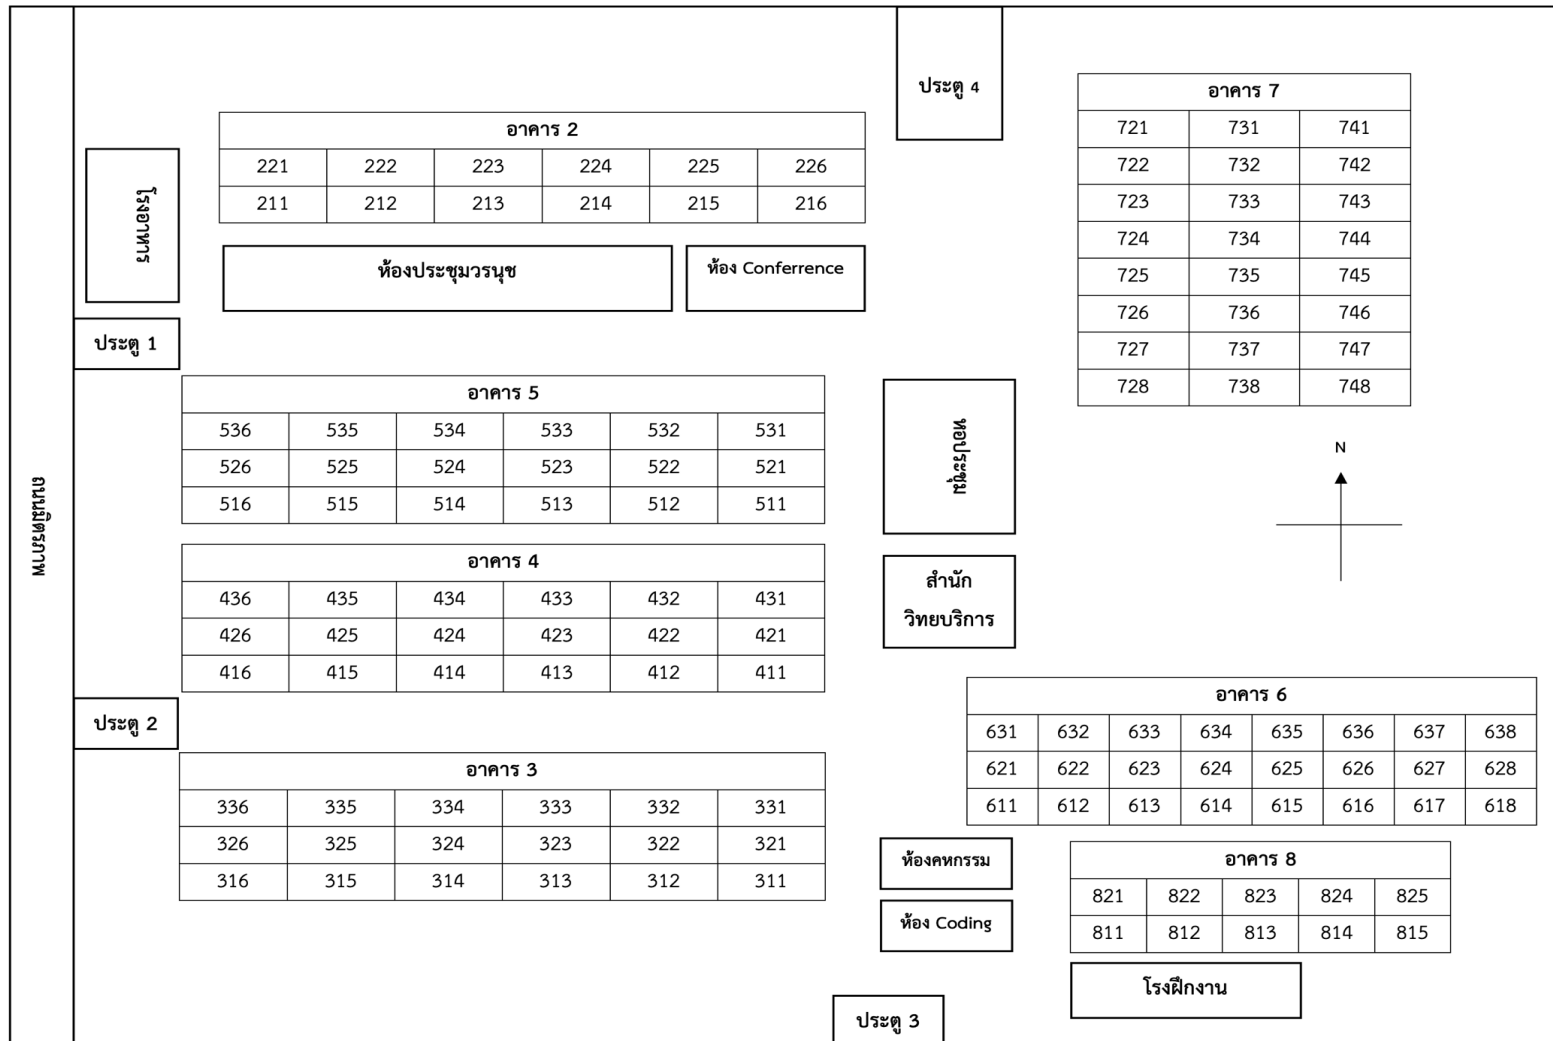 ถนนมิตรภาพ
ประตู 4
อาคาร 7
721 731 741
722 732 742
723 733 743
724 734 744
725 735 745
726 736 746
727 737 747
728 738 748
อาคาร 2
221 222 223 224 225 226
211 212 213 214 215 216
โรงอาหาร
ห้องประชุมวรนุช
ห้อง Conferrence
ประตู 1
อาคาร 5
536 535 534 533 532 531
526 525 524 523 522 521
516 515 514 513 512 511
หอประชุม
N
อาคาร 4
436 435 434 433 432 431
426 425 424 423 422 421
416 415 414 413 412 411
สำนัก
วิทยบริการ
ประตู 2
อาคาร 3
336 335 334 333 332 331
326 325 324 323 322 321
316 315 314 313 312 311
อาคาร 6
631 632 633 634 635 636 637 638
621 622 623 624 625 626 627 628
611 612 613 614 615 616 617 618
ห้องคหกรรม
ห้อง Coding
อาคาร 8
821 822 823 824 825
811 812 813 814 815
โรงฝึกงาน
ประตู 3